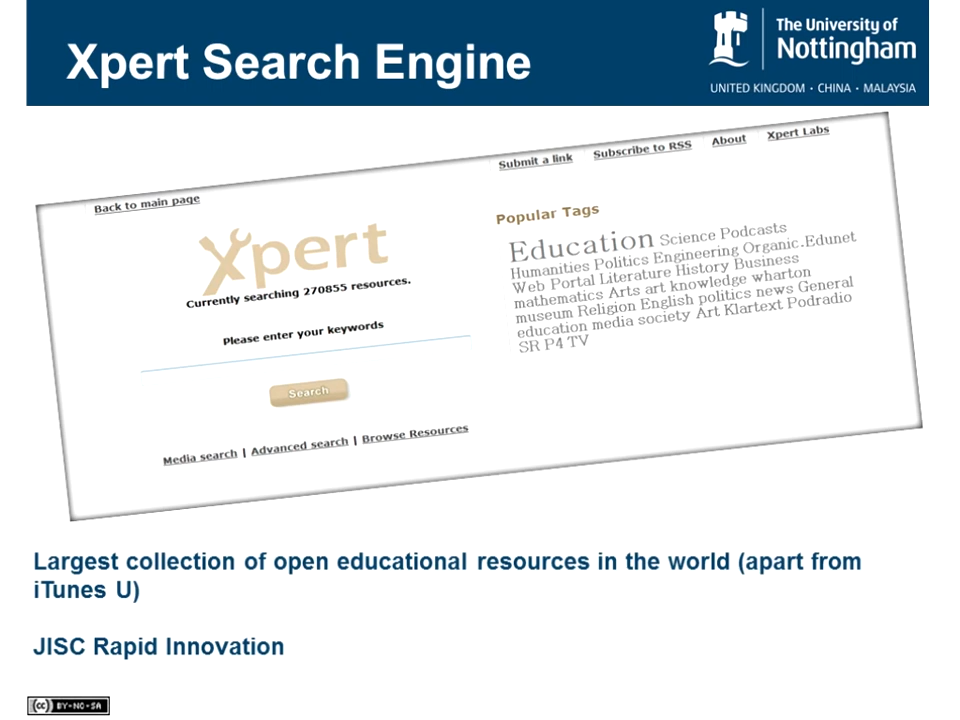 Xpert Search Engine
The University of
Nottingham
UNITED KINGDOM · CHINA · MALAYSIA
Back to main page
Submit a link
Subscribe to RSS
About
Xpert Labs
Xpert
Currently searching 270855 resources.
Please enter your keywords
Search
Media search | Advanced search | Browse Resources
Popular Tags
Education Science Podcasts
Humanities Politics Engineering Organic.Edunet
Web Portal Literature History Business
mathematics Arts art knowledge wharton
museum Religion English politics news General
education media society Art Klartext Podradio
SR P4 TV
Largest collection of open educational resources in the world (apart from
iTunes U)
JISC Rapid Innovation
(cc) BY-NC-SA